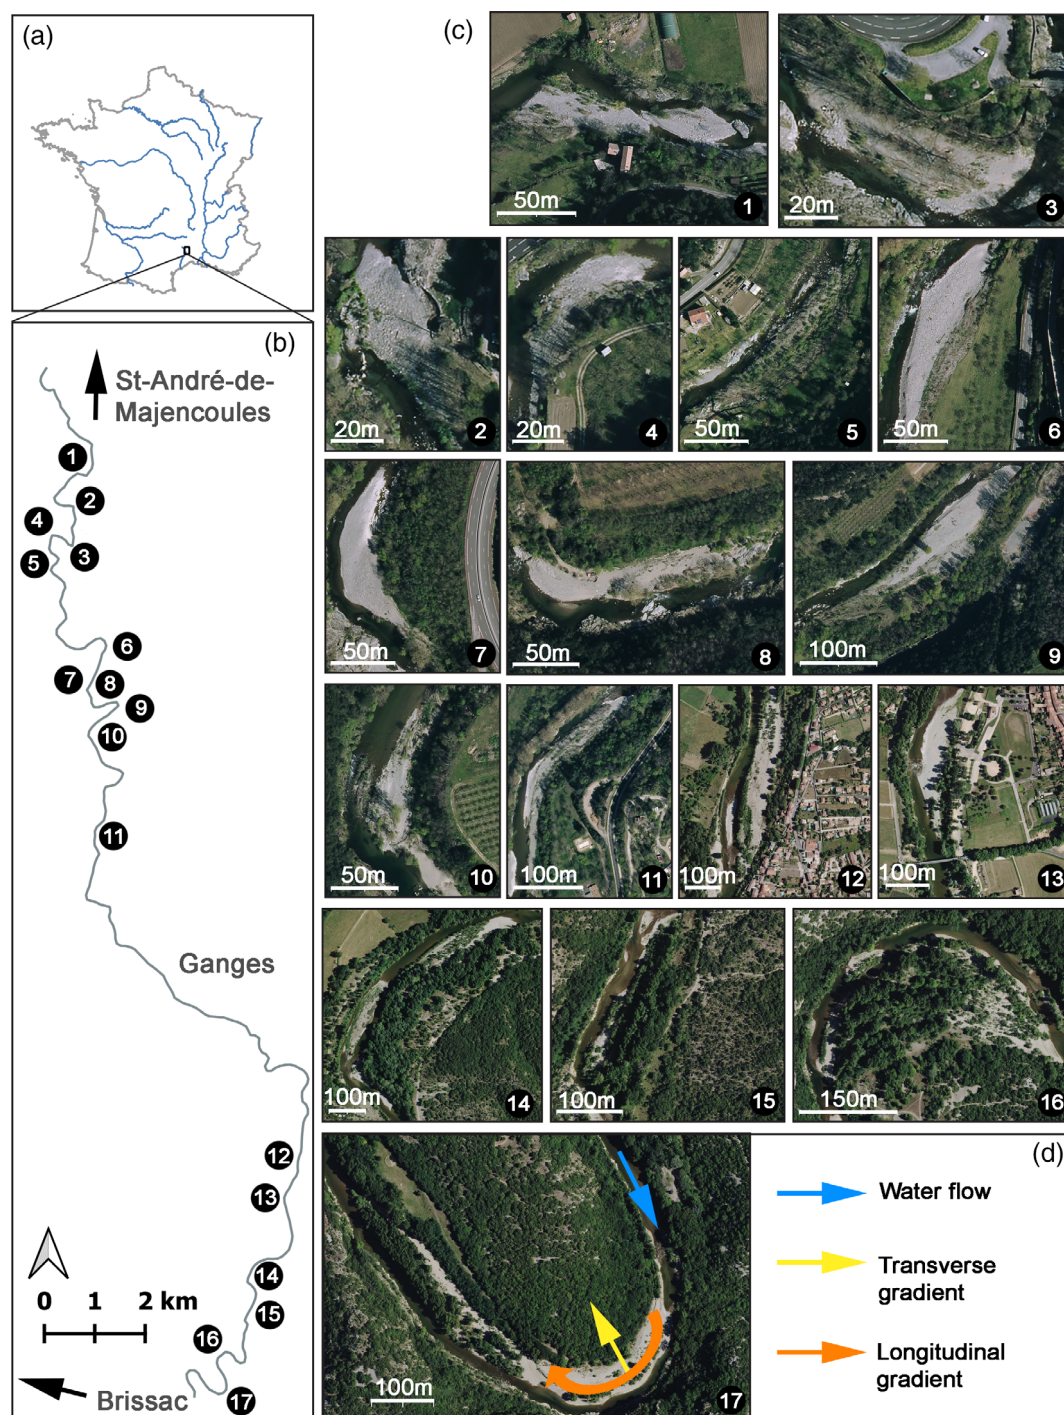 (a)
(b)
St-André-de-
Majencoules
1
2
4
3
5
6
7
8
9
10
11
Ganges
12
13
14
15
16
17
0 1 2 km
Brissac
(c)
50m 1
20m 3
20m 2
20m 4
50m 5
50m 6
50m 7
50m 8
100m 9
50m 10
100m 11
100m 12
100m 13
100m 14
100m 15
150m 16
100m 17
(d)
Water flow
Transverse
gradient
Longitudinal
gradient